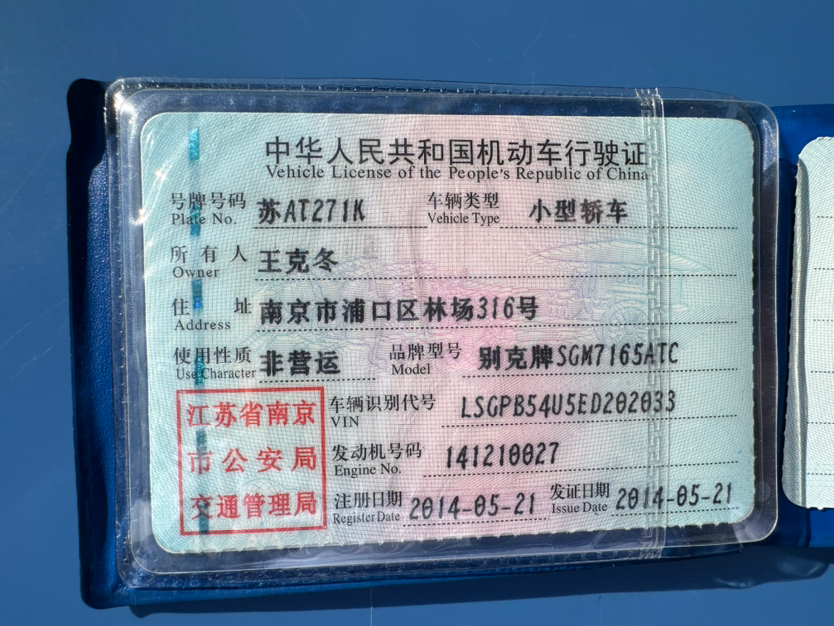 中华人民共和国机动车行驶证
Vehicle License of the People's Republic of China
号牌号码 苏AT271K 车辆类型 小型轿车
Plate No. Vehicle Type
所有人 王克冬
Owner
住址 南京市浦口区林场316号
Address
使用性质 非营运 品牌型号 别克牌SGM7165ATC
Use Character Model
江苏省南京 车辆识别代号 LSGPB54U5ED202033
VIN
市公安局 发动机号码 141210027
Engine No.
交通管理局 注册日期 2014-05-21 发证日期 2014-05-21
Register Date Issue Date